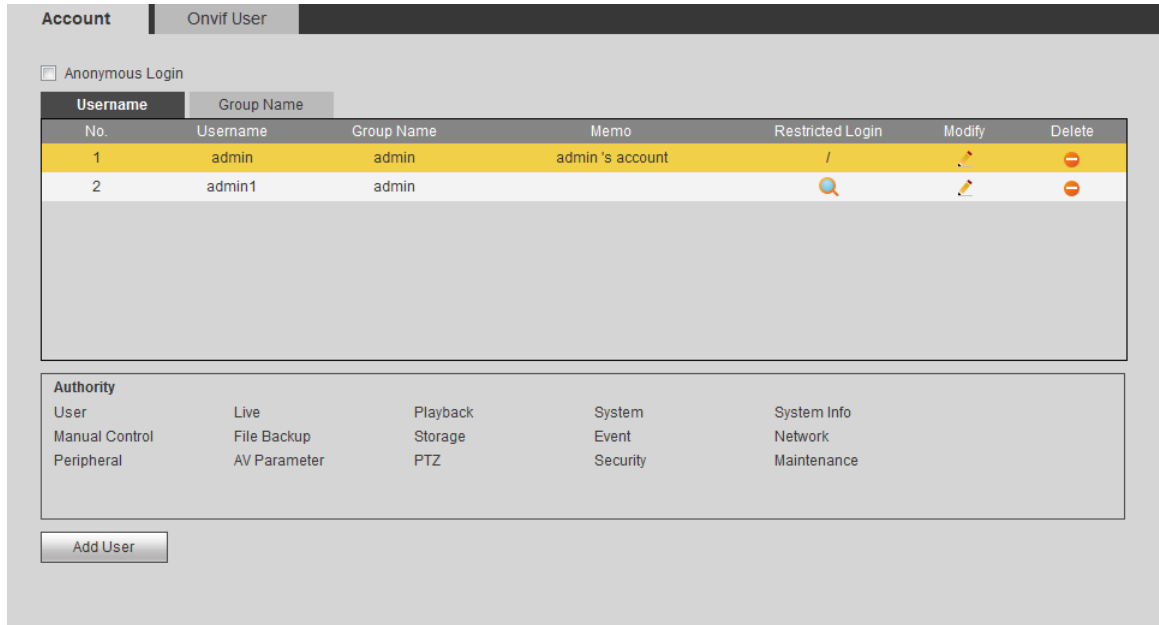 Account Onvif User
Anonymous Login
Username Group Name
No. Username Group Name Memo Restricted Login Modify Delete
1 admin admin admin 's account /
2 admin1 admin
Authority
User Live Playback System System Info
Manual Control File Backup Storage Event Network
Peripheral AV Parameter PTZ Security Maintenance
Add User